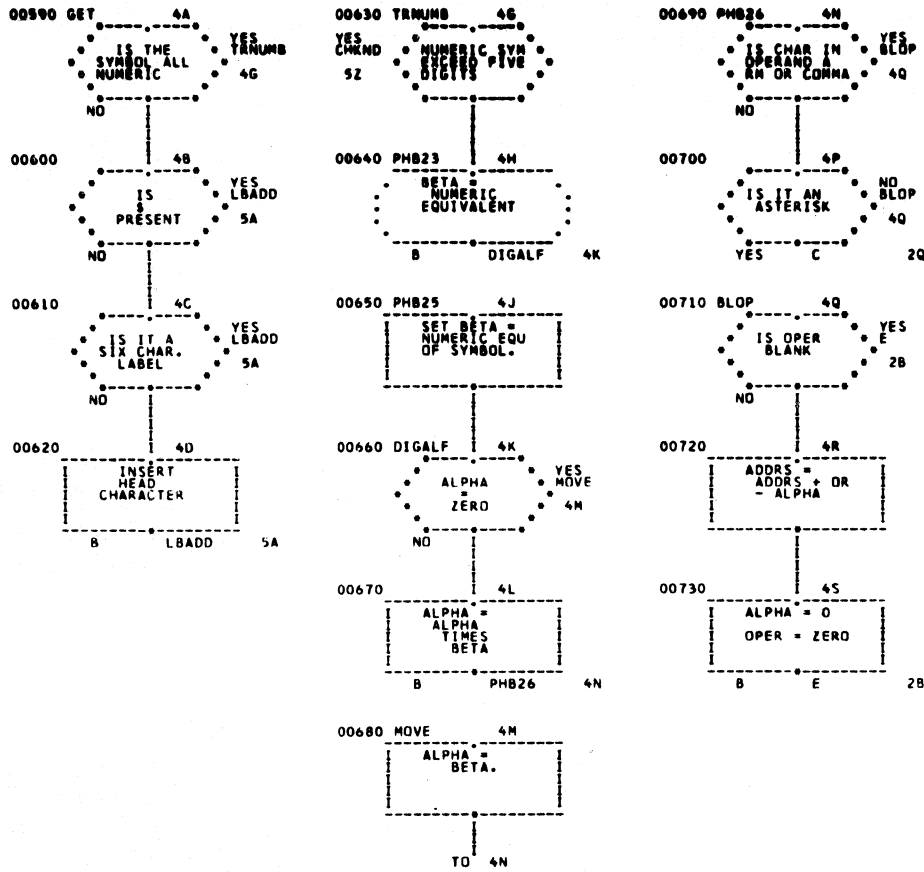 00590 GET 4A
IS THE
SYMBOL ALL
NUMERIC
YES
TRNUMB
4G
NO
00600 4B
IS
$
PRESENT
YES
LBADD
5A
NO
00610 4C
IS IT A
SIX CHAR.
LABEL
YES
LBADD
5A
NO
00620 4D
INSERT
HEAD
CHARACTER
B LBADD 5A
00630 TRNUMB 4G
YES
CHKND
5Z
NUMERIC SYM
EXCEED FIVE
DIGITS
00640 PHB23 4H
BETA =
NUMERIC
EQUIVALENT
B DIGALF 4K
00650 PHB25 4J
SET BETA =
NUMERIC EQU
OF SYMBOL.
00660 DIGALF 4K
ALPHA
=
ZERO
YES
MOVE
4M
NO
00670 4L
ALPHA =
ALPHA
TIMES
BETA
B PHB26 4N
00680 MOVE 4M
ALPHA =
BETA.
TO 4N
00690 PHB26 4N
IS CHAR IN
OPERAND A
RM OR COMMA
YES
BLOP
4Q
NO
00700 4P
IS IT AN
ASTERISK
NO
BLOP
4Q
YES C 2Q
00710 BLOP 4Q
IS OPER
BLANK
YES
E
2B
NO
00720 4R
ADDRS =
ADDRS + OR
- ALPHA
00730 4S
ALPHA = 0
OPER = ZERO
B E 2B